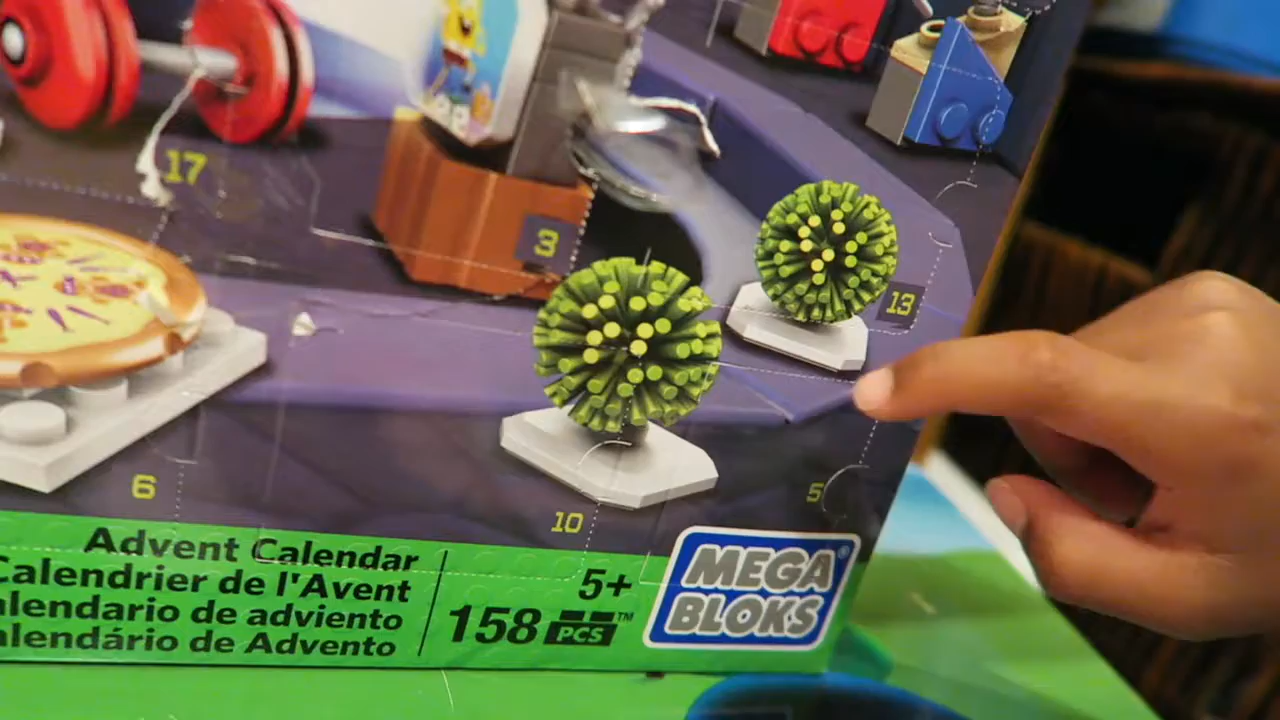 17
3
13
6
5
10
Advent Calendar
Calendrier de l'Avent
alendario de adviento
alendário de Advento
5+
158 PCS™
MEGA
BLOKS®